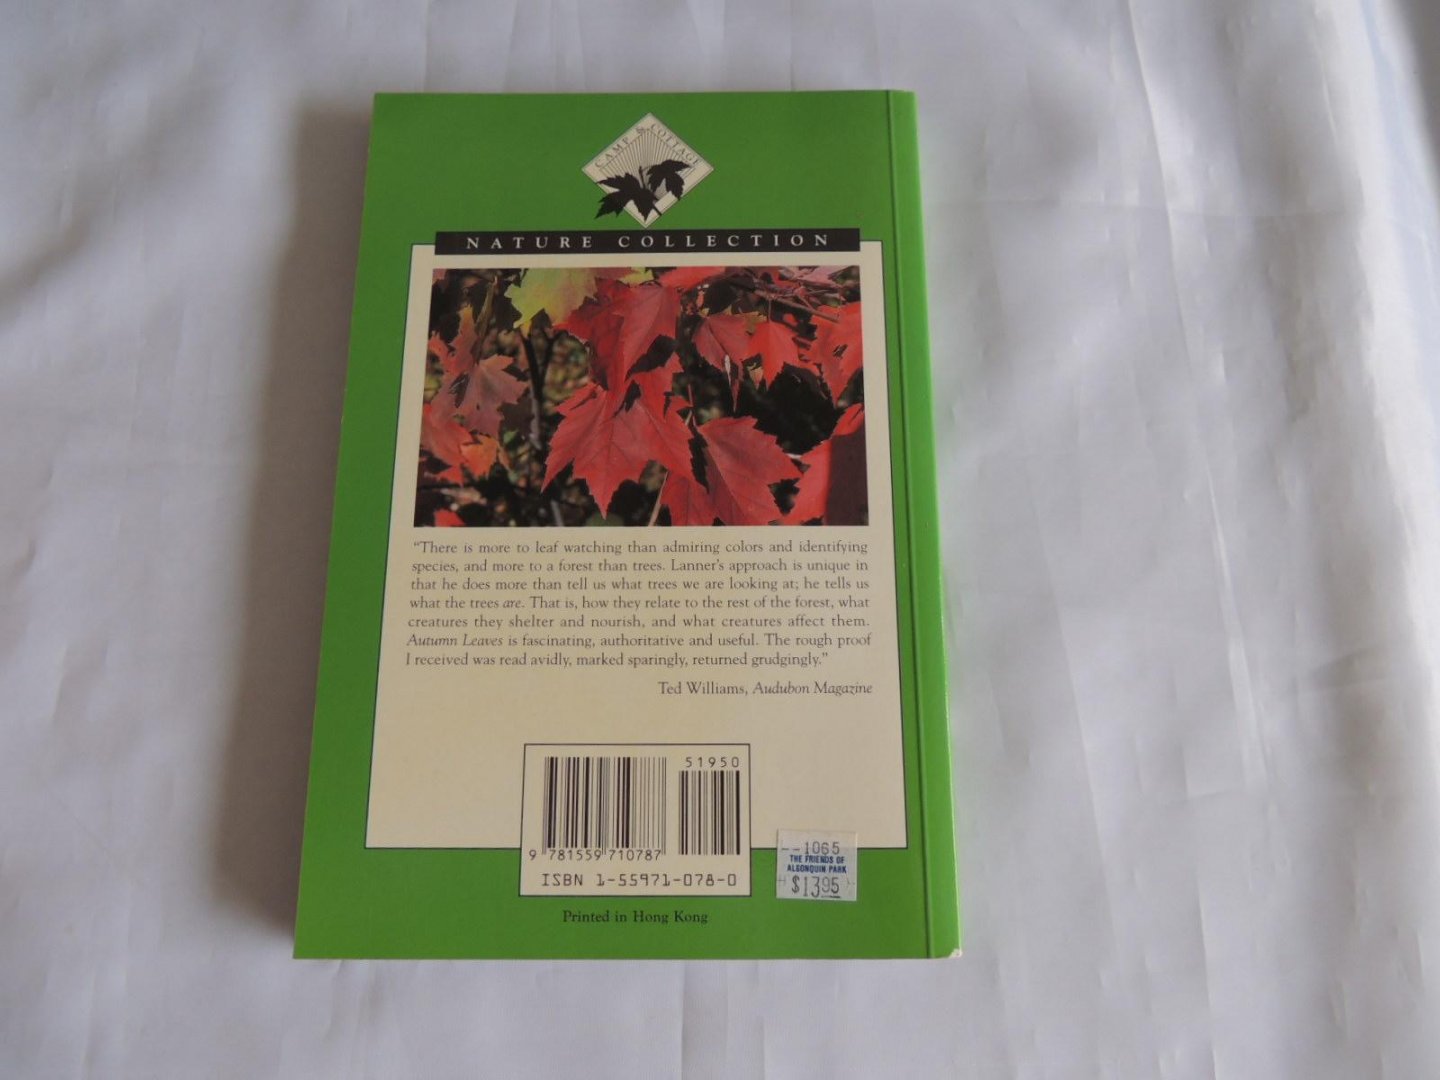 CAMP & COTTAGE
NATURE COLLECTION
“There is more to leaf watching than admiring colors and identifying
species, and more to a forest than trees. Lanner’s approach is unique in
that he does more than tell us what trees we are looking at; he tells us
what the trees are. That is, how they relate to the rest of the forest, what
creatures they shelter and nourish, and what creatures affect them.
Autumn Leaves is fascinating, authoritative and useful. The rough proof
I received was read avidly, marked sparingly, returned grudgingly.”
Ted Williams, Audubon Magazine
51950
9 781559 710787
ISBN 1-55971-078-0
--1065
THE FRIENDS OF
ALGONQUIN PARK
$13.95
Printed in Hong Kong